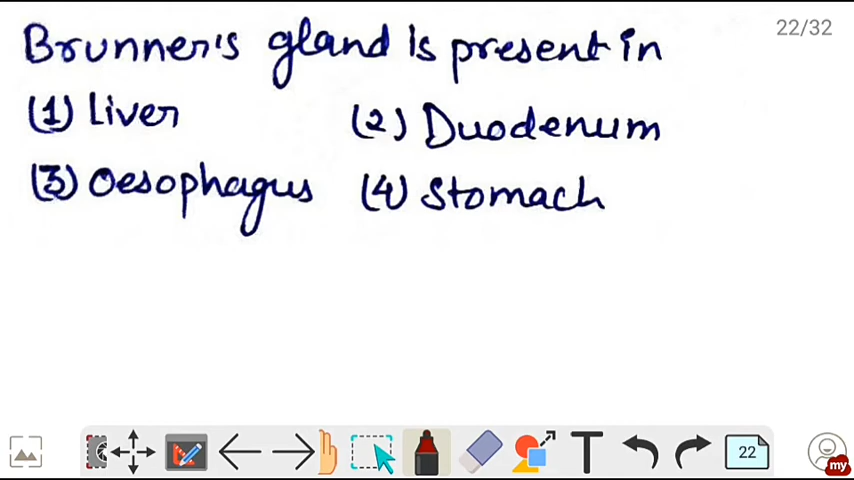 22/32
Brunner's gland is present in
(1) Liver (2) Duodenum
(3) Oesophagus (4) Stomach
T 22
my